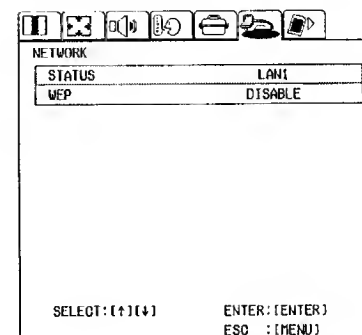 NETWORK
STATUS LAN1
WEP DISABLE
SELECT:[↑][↓] ENTER:[ENTER]
ESC :[MENU]